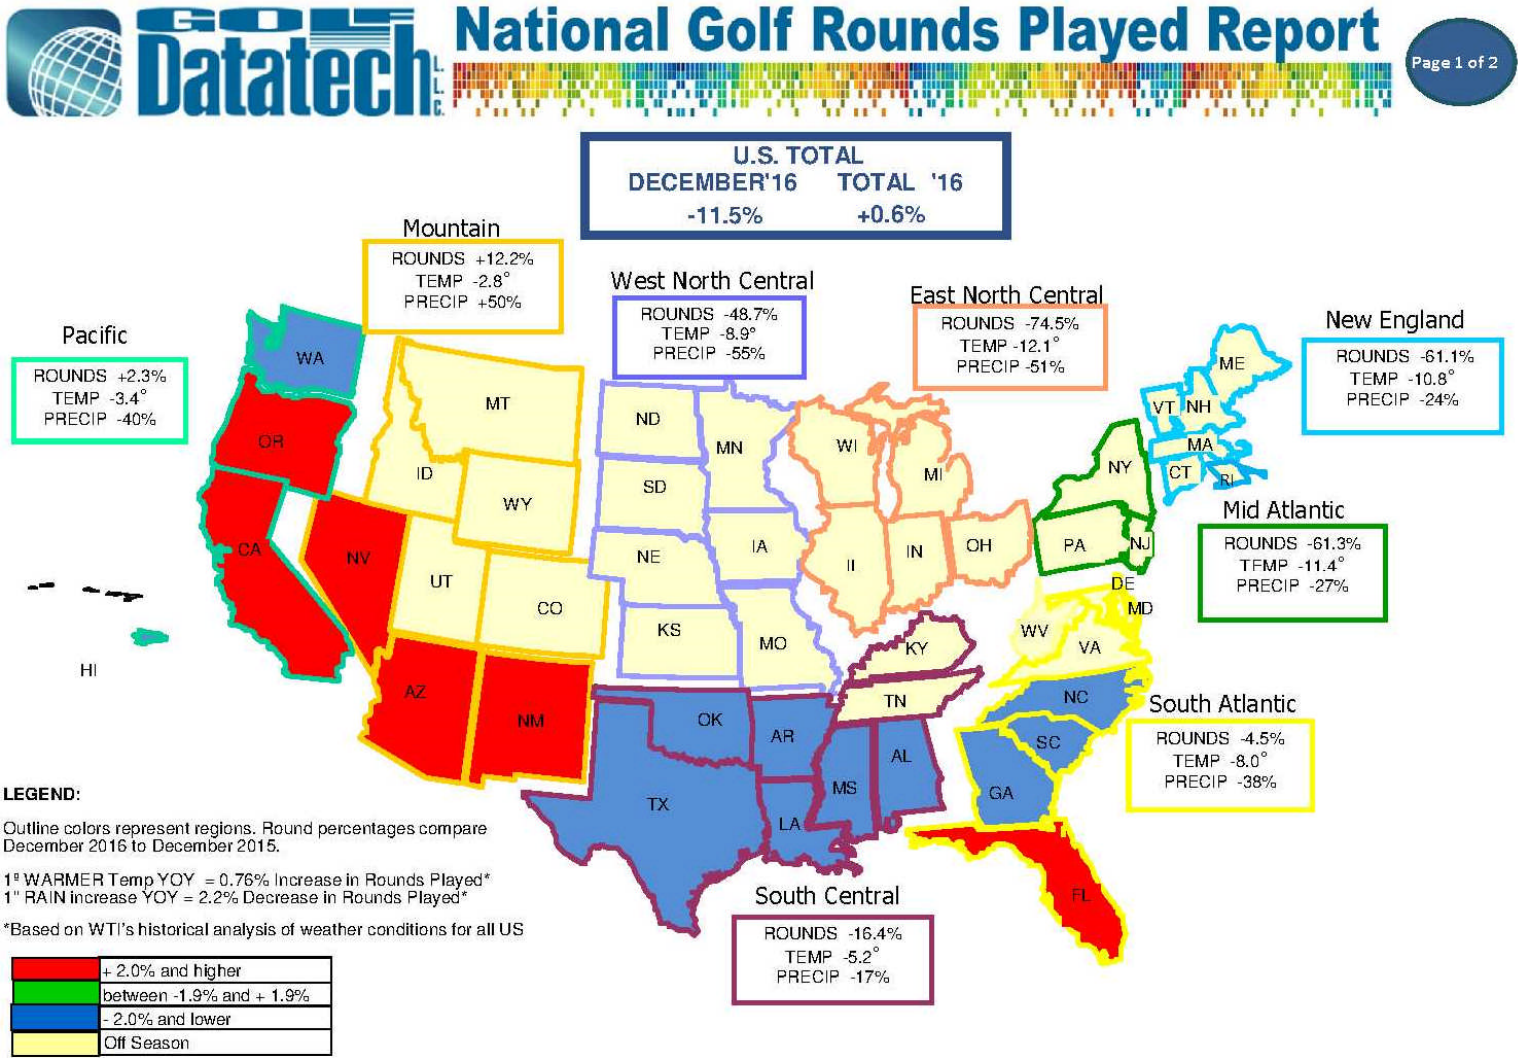 GOLF
Datatech L.L.C.
National Golf Rounds Played Report
Page 1 of 2
U.S. TOTAL
DECEMBER'16 TOTAL '16
-11.5% +0.6%
Mountain
ROUNDS +12.2%
TEMP -2.8°
PRECIP +50%
West North Central
ROUNDS -48.7%
TEMP -8.9°
PRECIP -55%
East North Central
ROUNDS -74.5%
TEMP -12.1°
PRECIP -51%
New England
ROUNDS -61.1%
TEMP -10.8°
PRECIP -24%
Pacific
ROUNDS +2.3%
TEMP -3.4°
PRECIP -40%
Mid Atlantic
ROUNDS -61.3%
TEMP -11.4°
PRECIP -27%
South Atlantic
ROUNDS -4.5%
TEMP -8.0°
PRECIP -38%
South Central
ROUNDS -16.4%
TEMP -5.2°
PRECIP -17%
WA
OR
CA
HI
MT
ID
WY
NV
UT
CO
AZ
NM
ND
MN
SD
IA
NE
KS
MO
WI
MI
II
IN
OH
ME
VT
NH
MA
CT
RI
NY
PA
NJ
DE
MD
WV
VA
NC
SC
GA
FL
KY
TN
OK
AR
TX
LA
MS
AL
LEGEND:
Outline colors represent regions. Round percentages compare
December 2016 to December 2015.
1º WARMER Temp YOY = 0.76% Increase in Rounds Played*
1" RAIN increase YOY = 2.2% Decrease in Rounds Played*
*Based on WTI's historical analysis of weather conditions for all US
+ 2.0% and higher
between -1.9% and + 1.9%
- 2.0% and lower
Off Season